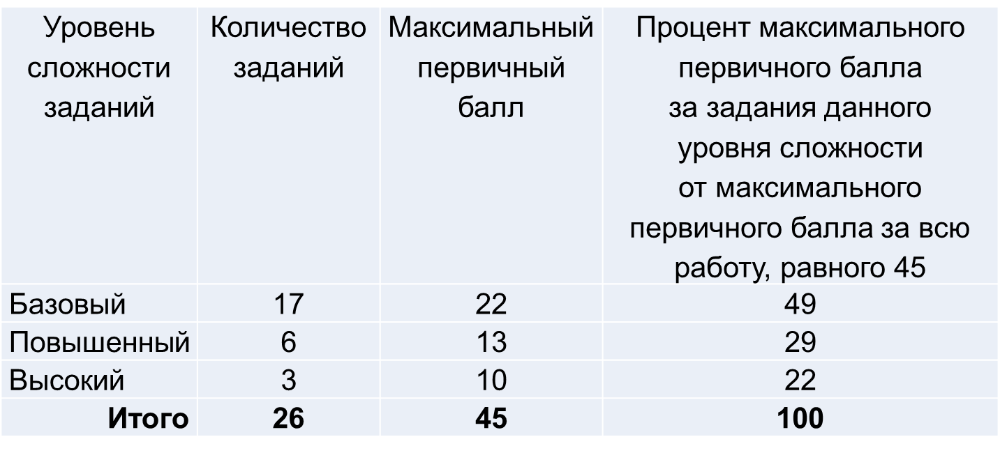 Уровень
сложности
заданий
Количество
заданий
Максимальный
первичный
балл
Процент максимального
первичного балла
за задания данного
уровня сложности
от максимального
первичного балла за всю
работу, равного 45
Базовый 17 22 49
Повышенный 6 13 29
Высокий 3 10 22
Итого 26 45 100